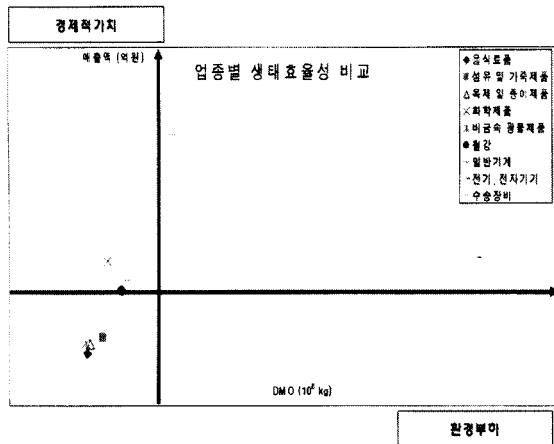 경제적가치
매출액 (억원)
업종별 생태효율성 비교
음식료품
섬유 및 가죽제품
목제 및 종이제품
화학제품
비금속 광물제품
철강
일반기계
전기, 전자기기
수송장비
DMO (10⁶ kg)
환경부하